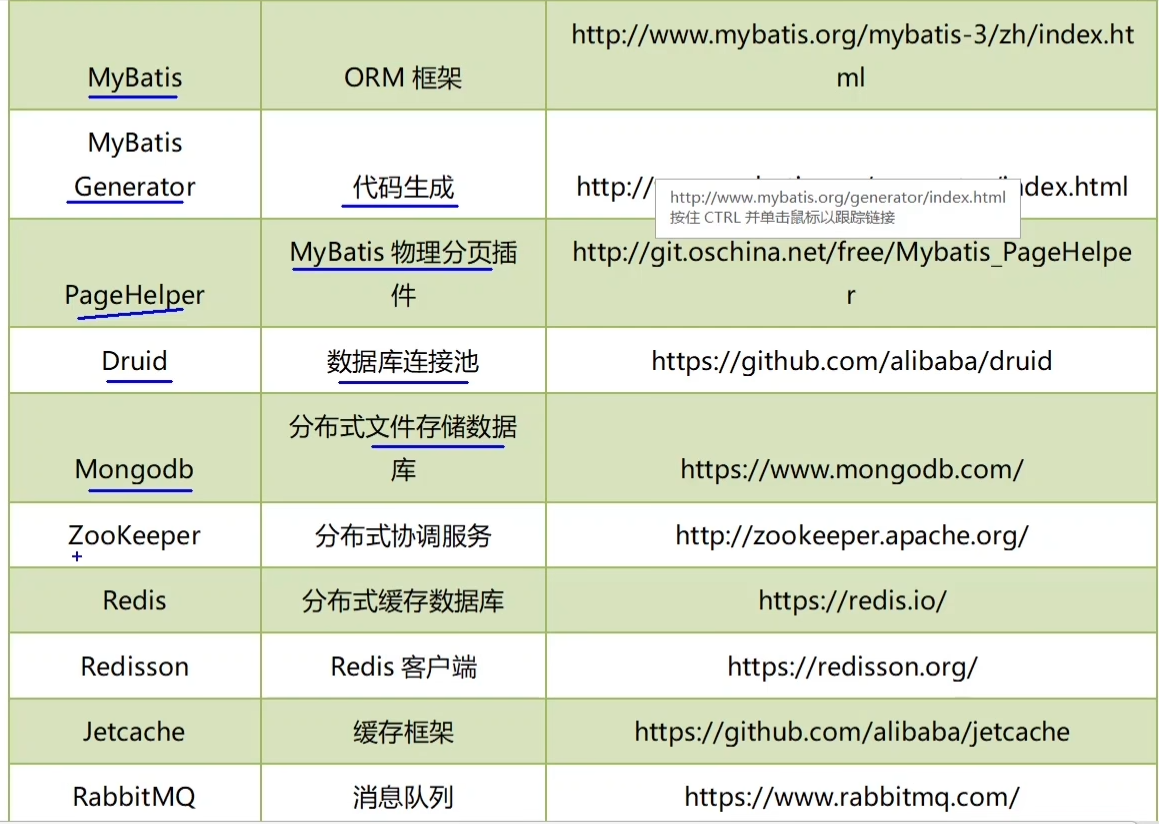 http://www.mybatis.org/mybatis-3/zh/index.ht
MyBatis ORM 框架 ml
MyBatis
Generator 代码生成 http:// index.html
http://www.mybatis.org/generator/index.html
按住 CTRL 并单击鼠标以跟踪链接
MyBatis 物理分页插 http://git.oschina.net/free/Mybatis_PageHelpe
PageHelper 件 r
Druid 数据库连接池 https://github.com/alibaba/druid
分布式文件存储数据
Mongodb 库 https://www.mongodb.com/
ZooKeeper 分布式协调服务 http://zookeeper.apache.org/
Redis 分布式缓存数据库 https://redis.io/
Redisson Redis 客户端 https://redisson.org/
Jetcache 缓存框架 https://github.com/alibaba/jetcache
RabbitMQ 消息队列 https://www.rabbitmq.com/